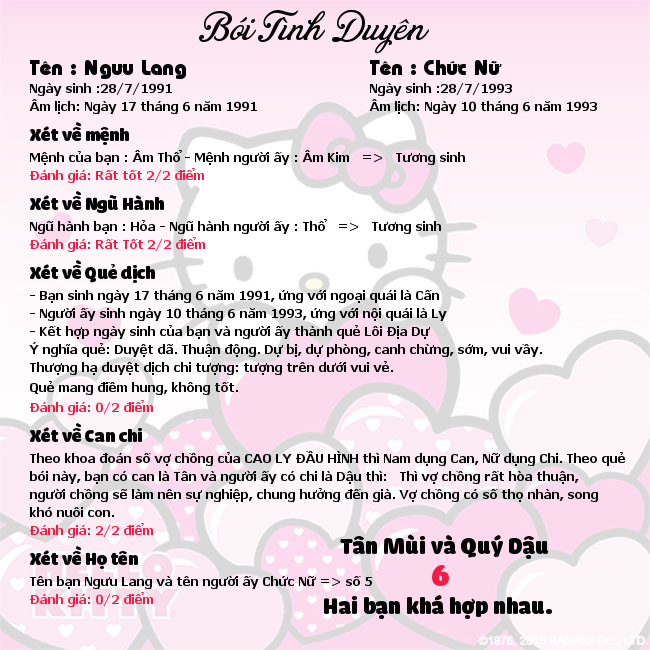 Bói Tình Duyên
Tên : Ngưu Lang
Tên : Chức Nữ
Ngày sinh :28/7/1991
Ngày sinh :28/7/1993
Âm lịch: Ngày 17 tháng 6 năm 1991
Âm lịch: Ngày 10 tháng 6 năm 1993
Xét về mệnh
Mệnh của bạn : Âm Thổ - Mệnh người ấy : Âm Kim => Tương sinh
Đánh giá: Rất tốt 2/2 điểm
Xét về Ngũ Hành
Ngũ hành bạn : Hỏa - Ngũ hành người ấy : Thổ => Tương sinh
Đánh giá: Rất Tốt 2/2 điểm
Xét về Quẻ dịch
- Bạn sinh ngày 17 tháng 6 năm 1991, ứng với ngoại quái là Cấn
- Người ấy sinh ngày 10 tháng 6 năm 1993, ứng với nội quái là Ly
- Kết hợp ngày sinh của bạn và người ấy thành quẻ Lôi Địa Dự
Ý nghĩa quẻ: Duyệt dã. Thuận động. Dự bị, dự phòng, canh chừng, sớm, vui vầy.
Thượng hạ duyệt dịch chi tượng: tượng trên dưới vui vẻ.
Quẻ mang điềm hung, không tốt.
Đánh giá: 0/2 điểm
Xét về Can chi
Theo khoa đoán số vợ chồng của CAO LY ĐẦU HÌNH thì Nam dụng Can, Nữ dụng Chi. Theo quẻ
bói này, bạn có can là Tân và người ấy có chi là Dậu thì: Thì vợ chồng rất hòa thuận,
người chồng sẽ làm nên sự nghiệp, chung hưởng đến già. Vợ chồng có số thọ nhàn, song
khó nuôi con.
Đánh giá: 2/2 điểm
Xét về Họ tên
Tên bạn Ngưu Lang và tên người ấy Chức Nữ => số 5
Đánh giá: 0/2 điểm
Tân Mùi và Quý Dậu
6
Hai bạn khá hợp nhau.
HELLO
KITTY